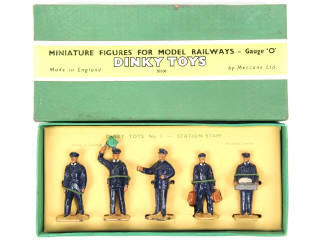 MINIATURE FIGURES FOR MODEL RAILWAYS - Gauge 'O'
DINKY TOYS
Made in England
by Meccano Ltd.
DINKY TOYS No. 1 - STATION STAFF